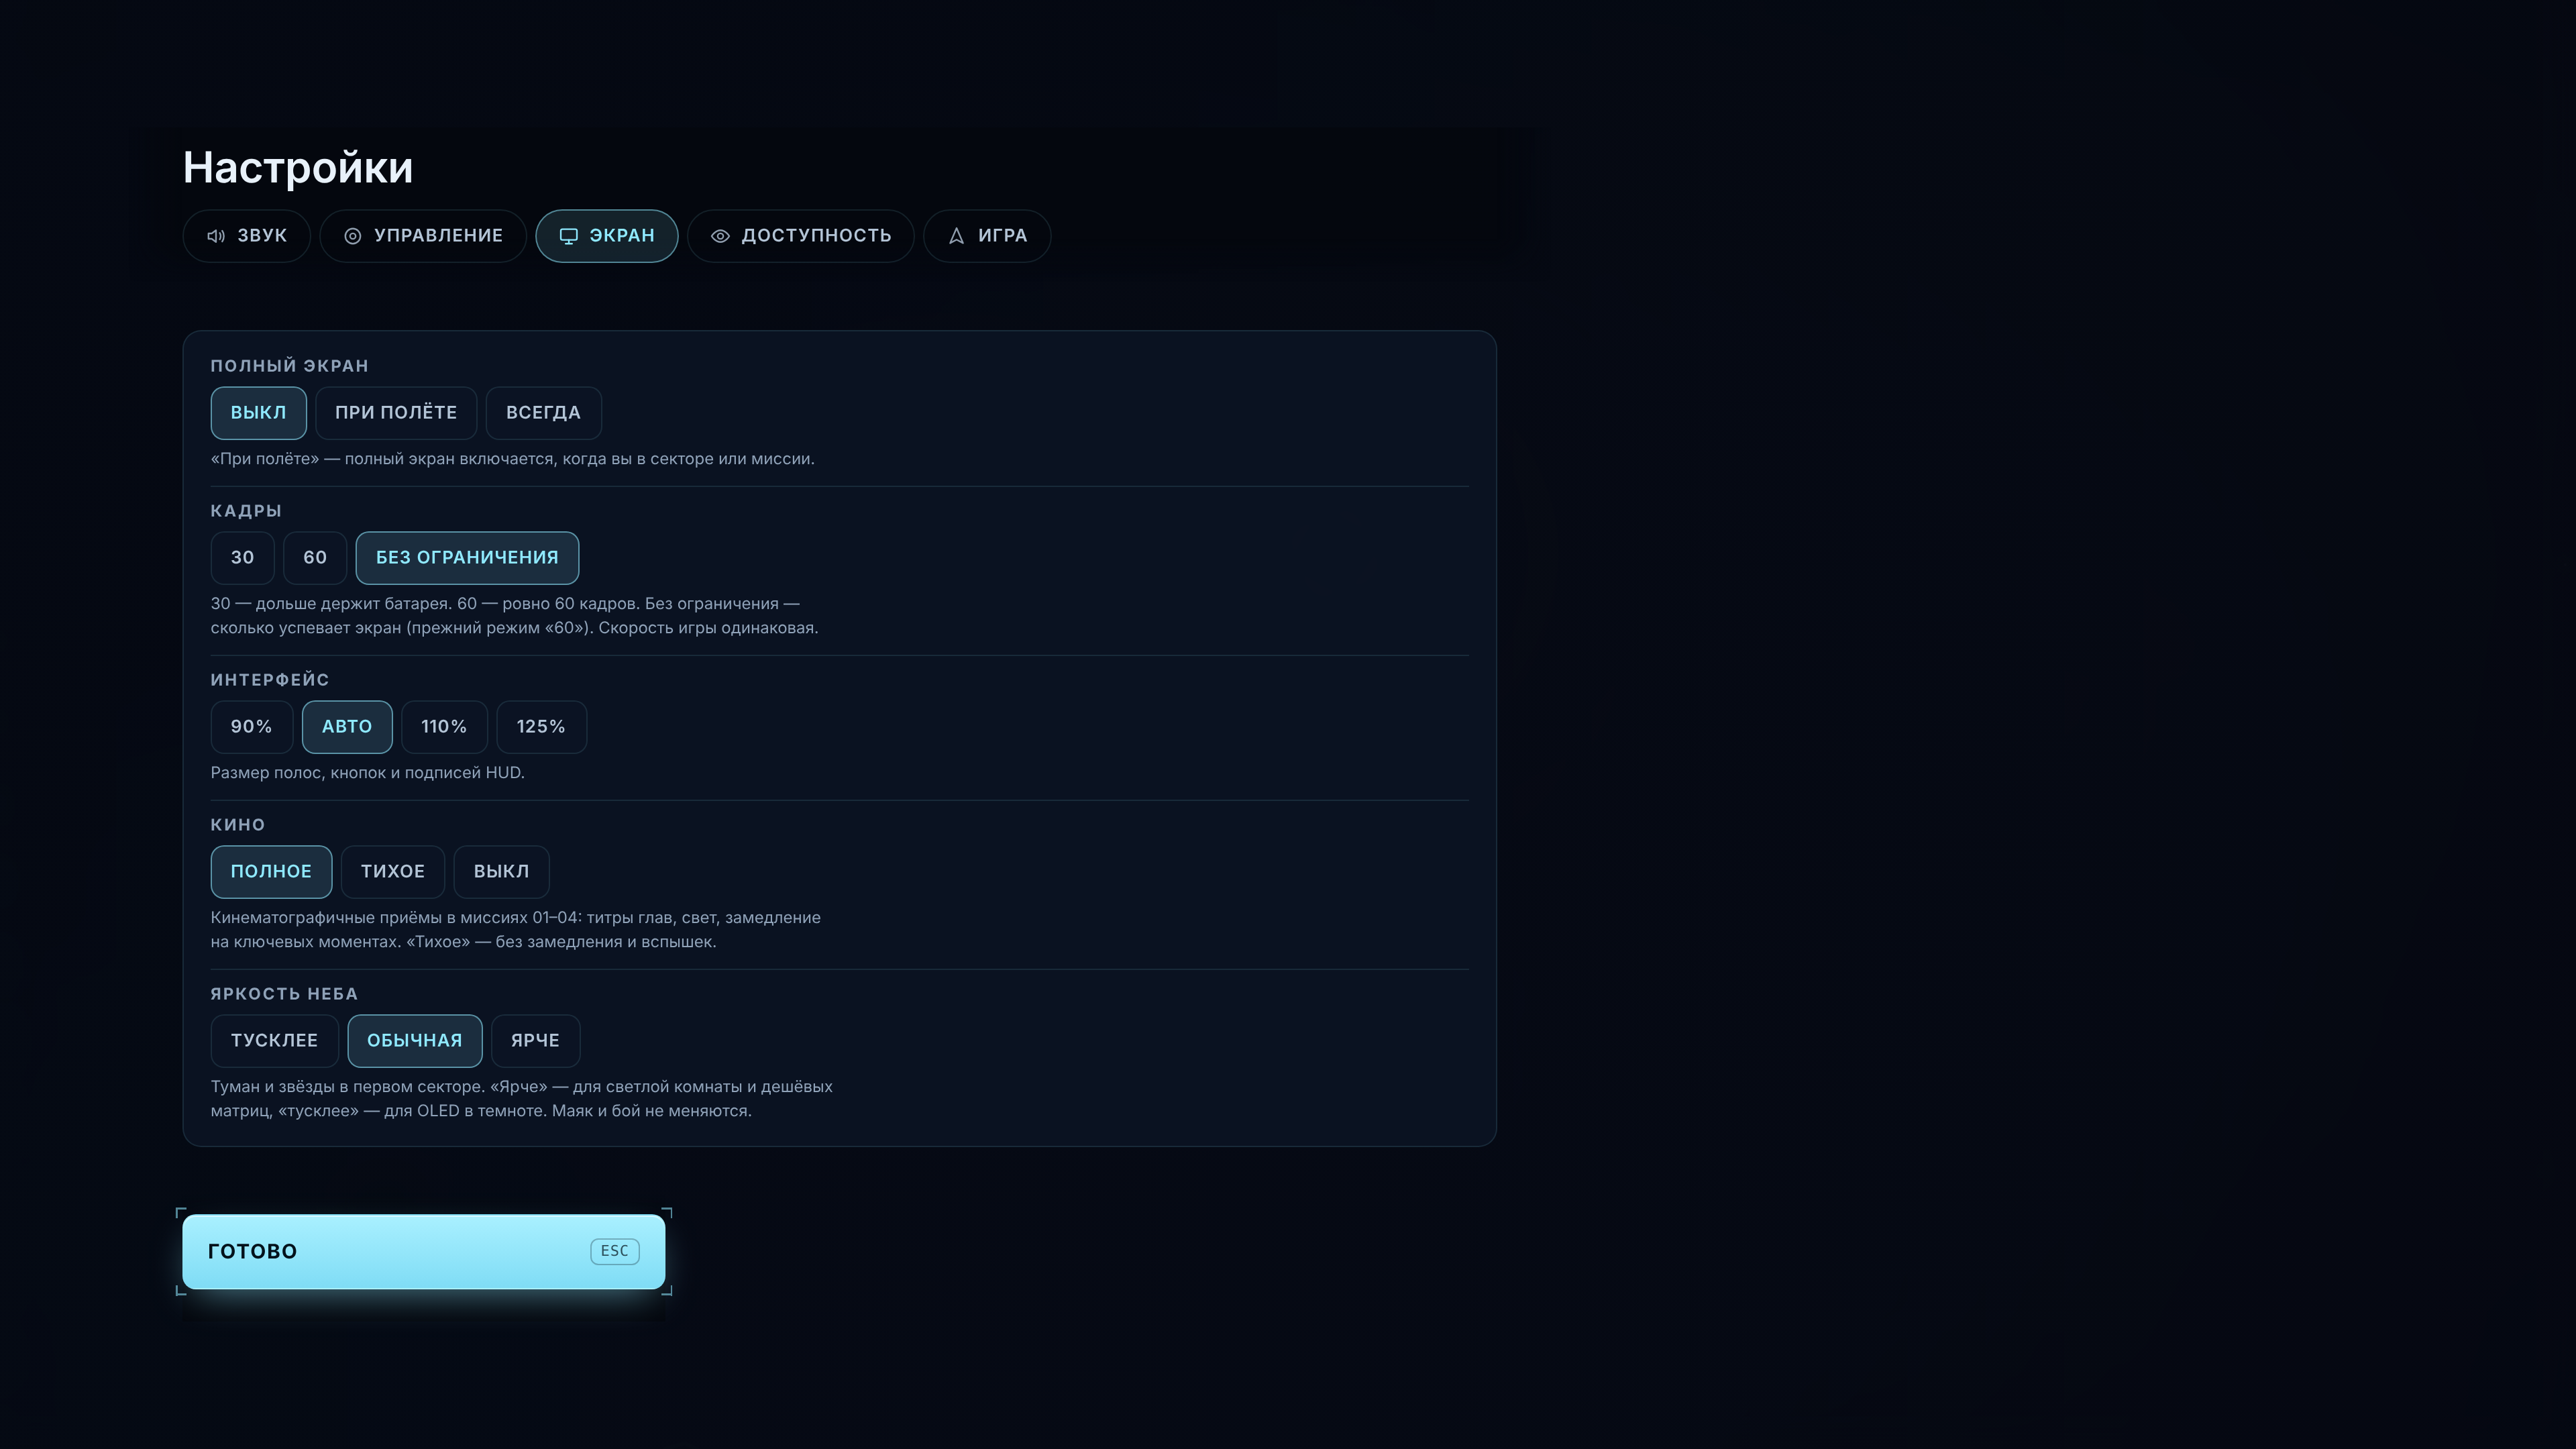 Настройки
ЗВУК УПРАВЛЕНИЕ ЭКРАН ДОСТУПНОСТЬ ИГРА
ПОЛНЫЙ ЭКРАН
ВЫКЛ ПРИ ПОЛЁТЕ ВСЕГДА
«При полёте» — полный экран включается, когда вы в секторе или миссии.
КАДРЫ
30 60 БЕЗ ОГРАНИЧЕНИЯ
30 — дольше держит батарея. 60 — ровно 60 кадров. Без ограничения —
сколько успевает экран (прежний режим «60»). Скорость игры одинаковая.
ИНТЕРФЕЙС
90% АВТО 110% 125%
Размер полос, кнопок и подписей HUD.
КИНО
ПОЛНОЕ ТИХОЕ ВЫКЛ
Кинематографичные приёмы в миссиях 01–04: титры глав, свет, замедление
на ключевых моментах. «Тихое» — без замедления и вспышек.
ЯРКОСТЬ НЕБА
ТУСКЛЕЕ ОБЫЧНАЯ ЯРЧЕ
Туман и звёзды в первом секторе. «Ярче» — для светлой комнаты и дешёвых
матриц, «тусклее» — для OLED в темноте. Маяк и бой не меняются.
ГОТОВО ESC